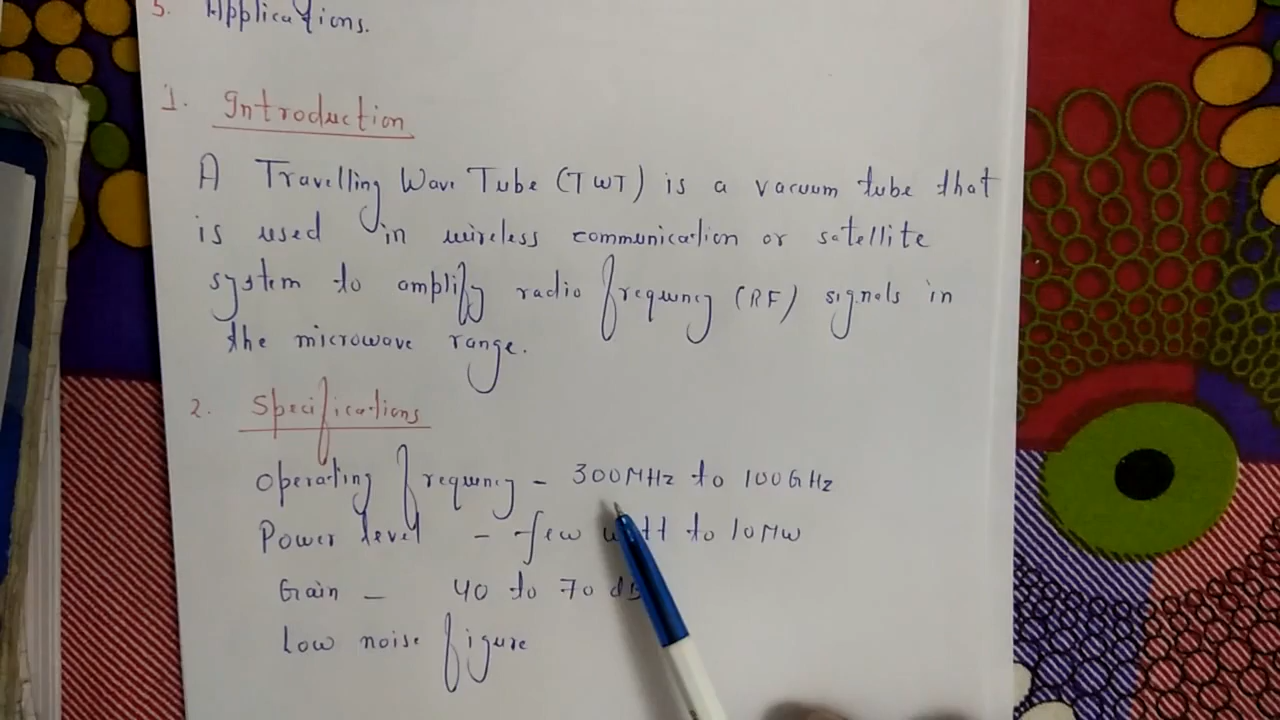 5. Applications.
1. Introduction
A Travelling Wave Tube (TWT) is a vacuum tube that
is used in wireless communication or satellite
system to amplify radio frequency (RF) signals in
the microwave range.
2. Specifications
Operating frequency - 300MHz to 100GHz
Power level - few watt to 10MW
Gain - 40 to 70 dB
Low noise figure